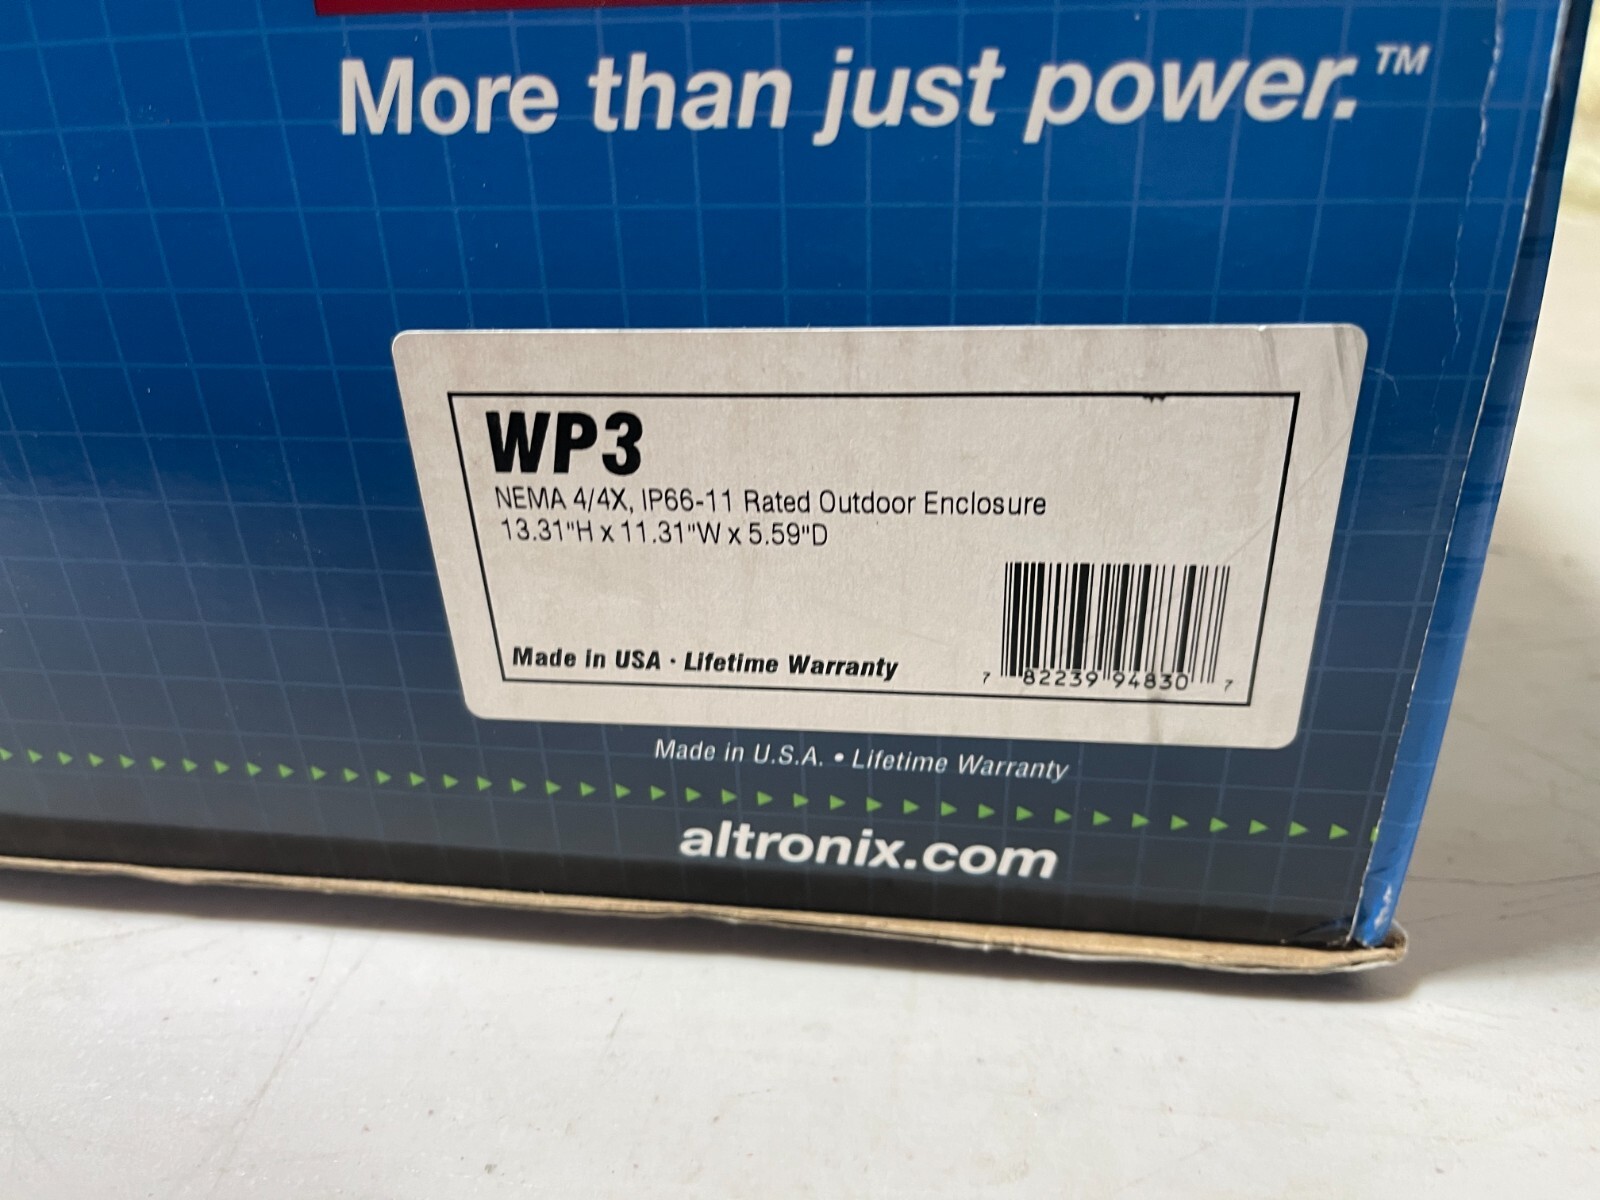 More than just power.™
WP3
NEMA 4/4X, IP66-11 Rated Outdoor Enclosure
13.31"H x 11.31"W x 5.59"D
Made in USA · Lifetime Warranty
7 82239 94830 7
Made in U.S.A. • Lifetime Warranty
altronix.com